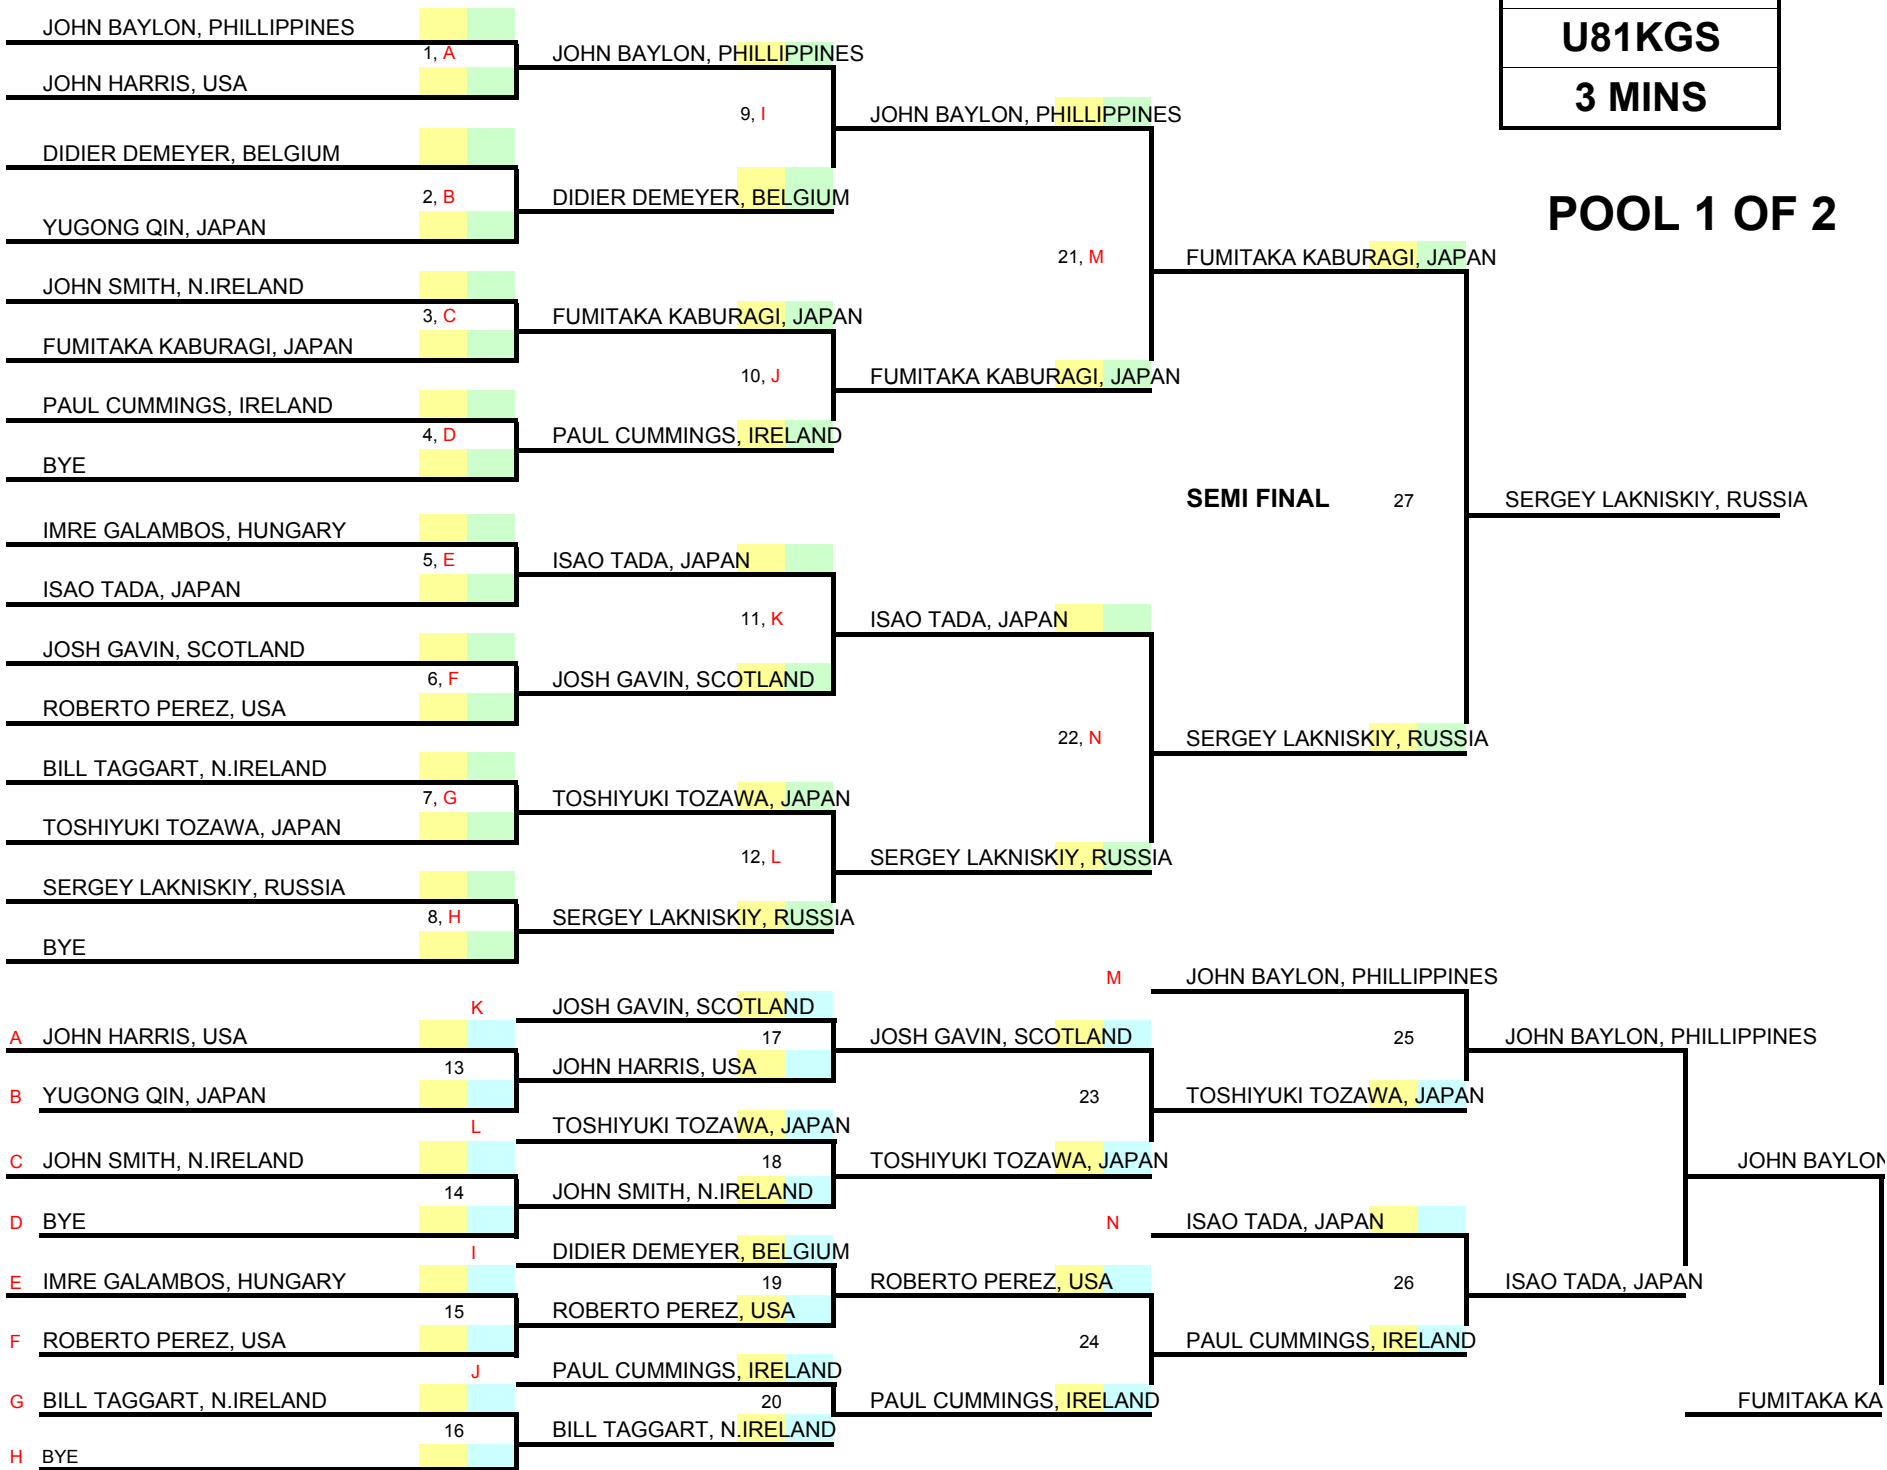 U81KGS
3 MINS
POOL 1 OF 2
JOHN BAYLON, PHILLIPPINES
1, A
JOHN HARRIS, USA
JOHN BAYLON, PHILLIPPINES
9, I
JOHN BAYLON, PHILLIPPINES
DIDIER DEMEYER, BELGIUM
2, B
YUGONG QIN, JAPAN
DIDIER DEMEYER, BELGIUM
21, M
FUMITAKA KABURAGI, JAPAN
JOHN SMITH, N.IRELAND
3, C
FUMITAKA KABURAGI, JAPAN
FUMITAKA KABURAGI, JAPAN
10, J
FUMITAKA KABURAGI, JAPAN
PAUL CUMMINGS, IRELAND
4, D
BYE
PAUL CUMMINGS, IRELAND
SEMI FINAL
27
SERGEY LAKNISKIY, RUSSIA
IMRE GALAMBOS, HUNGARY
5, E
ISAO TADA, JAPAN
ISAO TADA, JAPAN
11, K
ISAO TADA, JAPAN
JOSH GAVIN, SCOTLAND
6, F
ROBERTO PEREZ, USA
JOSH GAVIN, SCOTLAND
22, N
SERGEY LAKNISKIY, RUSSIA
BILL TAGGART, N.IRELAND
7, G
TOSHIYUKI TOZAWA, JAPAN
TOSHIYUKI TOZAWA, JAPAN
12, L
SERGEY LAKNISKIY, RUSSIA
SERGEY LAKNISKIY, RUSSIA
8, H
BYE
SERGEY LAKNISKIY, RUSSIA
M
JOHN BAYLON, PHILLIPPINES
K
JOSH GAVIN, SCOTLAND
A
JOHN HARRIS, USA
17
JOSH GAVIN, SCOTLAND
25
JOHN BAYLON, PHILLIPPINES
13
JOHN HARRIS, USA
B
YUGONG QIN, JAPAN
23
TOSHIYUKI TOZAWA, JAPAN
L
TOSHIYUKI TOZAWA, JAPAN
C
JOHN SMITH, N.IRELAND
18
TOSHIYUKI TOZAWA, JAPAN
JOHN BAYLON
14
JOHN SMITH, N.IRELAND
D
BYE
N
ISAO TADA, JAPAN
I
DIDIER DEMEYER, BELGIUM
E
IMRE GALAMBOS, HUNGARY
19
ROBERTO PEREZ, USA
26
ISAO TADA, JAPAN
15
ROBERTO PEREZ, USA
F
ROBERTO PEREZ, USA
24
PAUL CUMMINGS, IRELAND
J
PAUL CUMMINGS, IRELAND
G
BILL TAGGART, N.IRELAND
20
PAUL CUMMINGS, IRELAND
FUMITAKA KA
16
BILL TAGGART, N.IRELAND
H
BYE